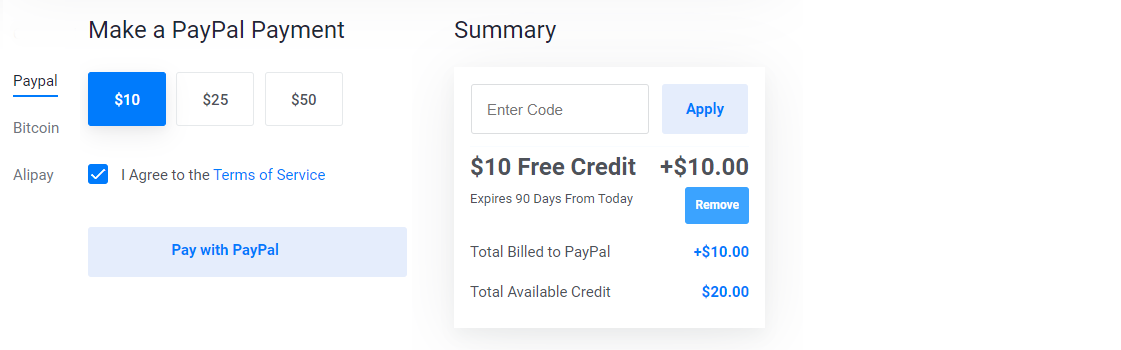 Make a PayPal Payment
Summary
Paypal
Bitcoin
Alipay
$10
$25
$50
I Agree to the Terms of Service
Pay with PayPal
Enter Code
Apply
$10 Free Credit
+$10.00
Expires 90 Days From Today
Remove
Total Billed to PayPal
+$10.00
Total Available Credit
$20.00